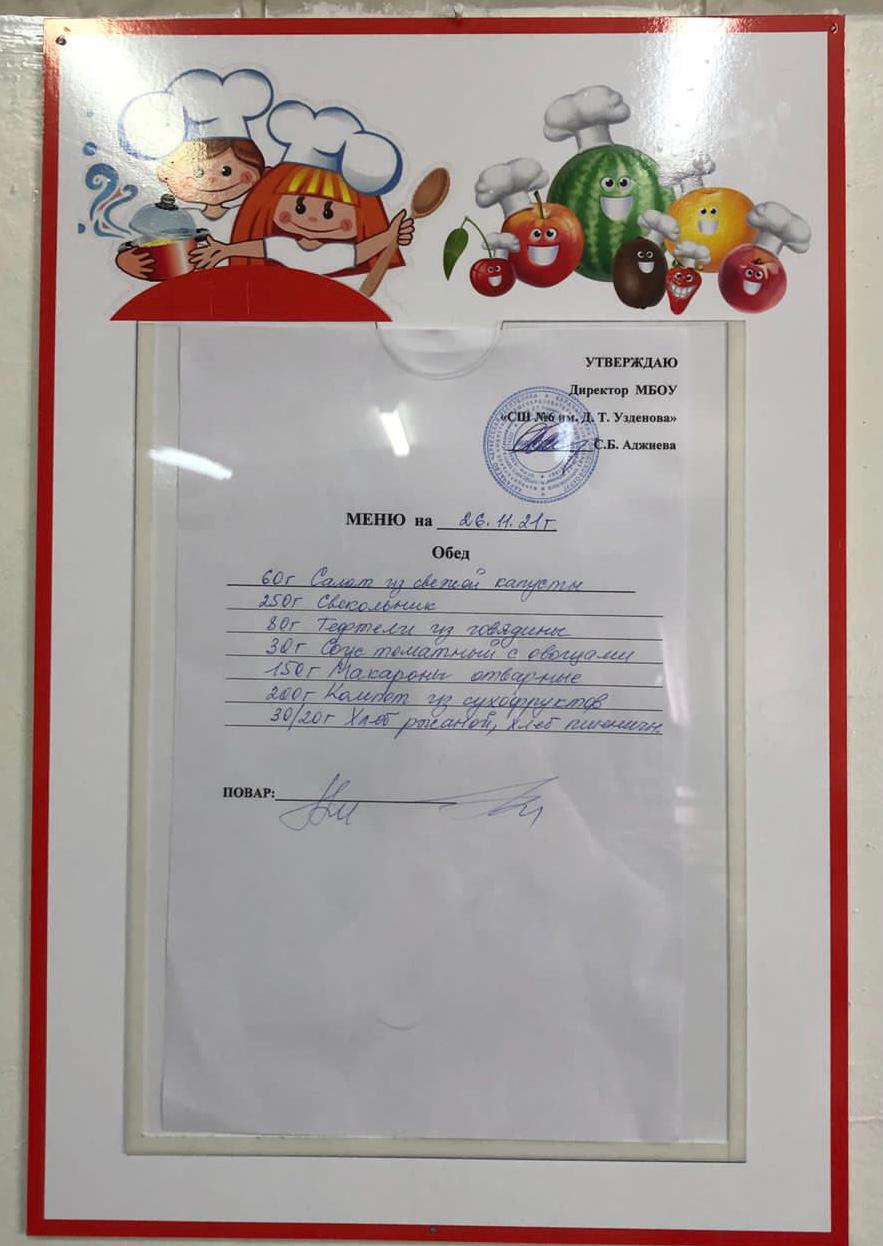 УТВЕРЖДАЮ
Директор МБОУ
«СШ №6 им. Д. Т. Узденова»
С.Б. Аджиева
МЕНЮ на 26.11.21г
Обед
60г Салат из свежей капусты
250г Свекольник
80г Тефтели из говядины
30г Соус томатный с овощами
150г Макароны отварные
200г Компот из сухофруктов
30/20г Хлеб ржаной, хлеб пшеничн.
ПОВАР: